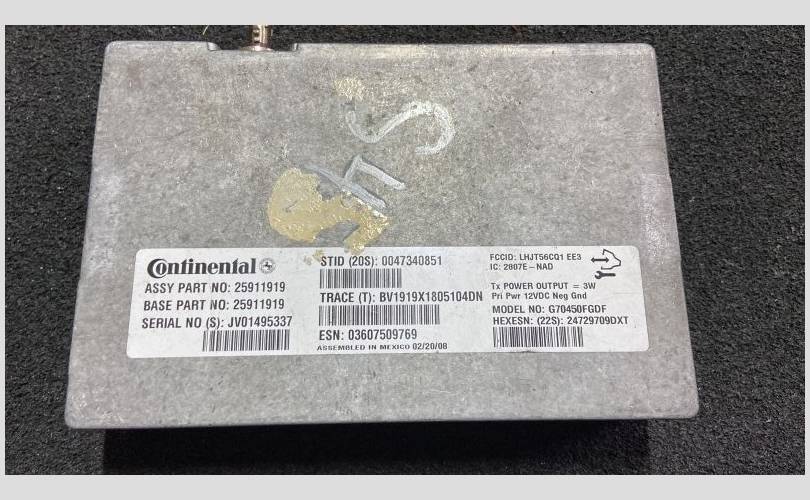 Continental
ASSY PART NO: 25911919
BASE PART NO: 25911919
SERIAL NO (S): JV01495337
STID (20S): 0047340851
TRACE (T): BV1919X1805104DN
ESN: 03607509769
ASSEMBLED IN MEXICO 02/20/08
FCCID: LHJT56CQ1 EE3
IC: 2807E-NAD
Tx POWER OUTPUT = 3W
Pri Pwr 12VDC Neg Gnd
MODEL NO: G70450FGDF
HEXESN: (22S): 24729709DXT